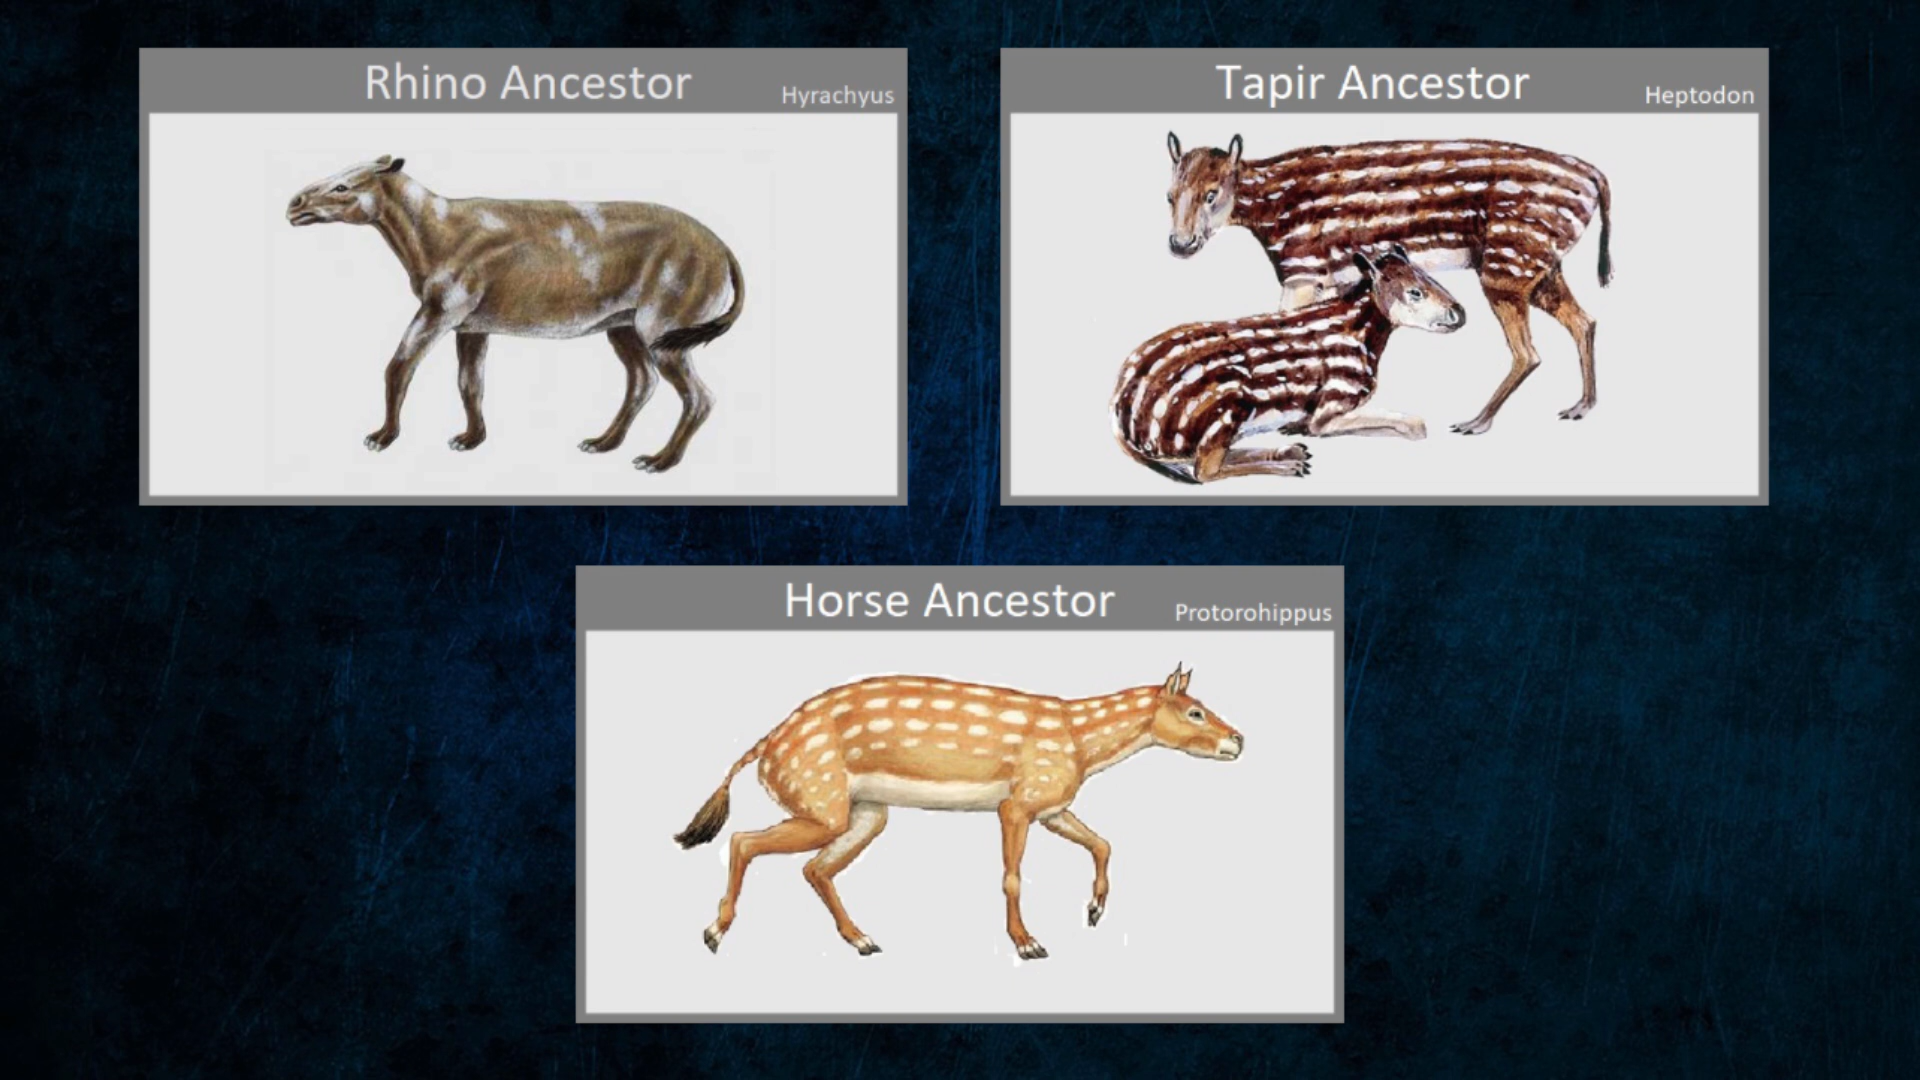 Rhino Ancestor
Hyrachyus
Tapir Ancestor
Heptodon
Horse Ancestor
Protorohippus